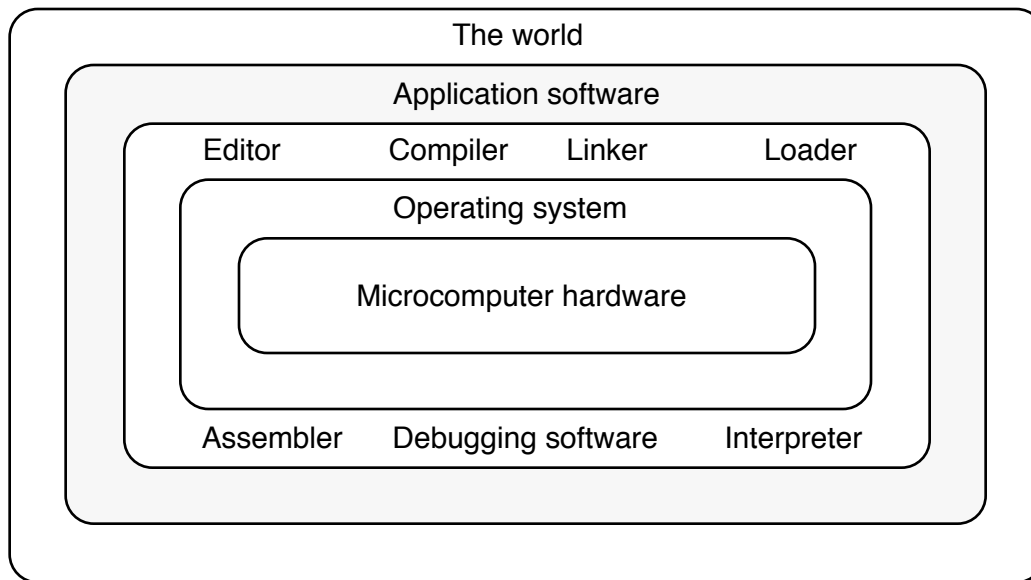 The world
Application software
Editor Compiler Linker Loader
Operating system
Microcomputer hardware
Assembler Debugging software Interpreter